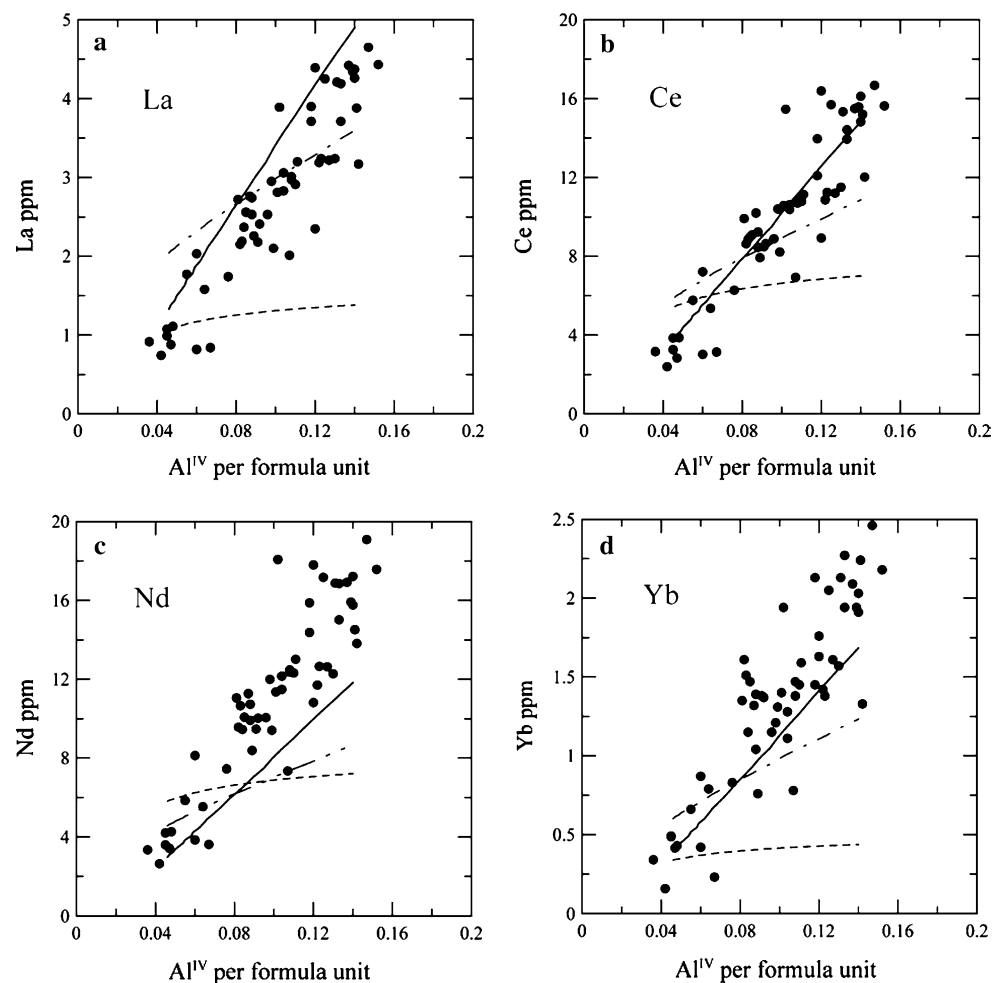 a
La
La ppm
5
4
3
2
1
0
0 0.04 0.08 0.12 0.16 0.2
Al^IV per formula unit
b
Ce
Ce ppm
20
16
12
8
4
0
0 0.04 0.08 0.12 0.16 0.2
Al^IV per formula unit
c
Nd
Nd ppm
20
16
12
8
4
0
0 0.04 0.08 0.12 0.16 0.2
Al^IV per formula unit
d
Yb
Yb ppm
2.5
2
1.5
1
0.5
0
0 0.04 0.08 0.12 0.16 0.2
Al^IV per formula unit